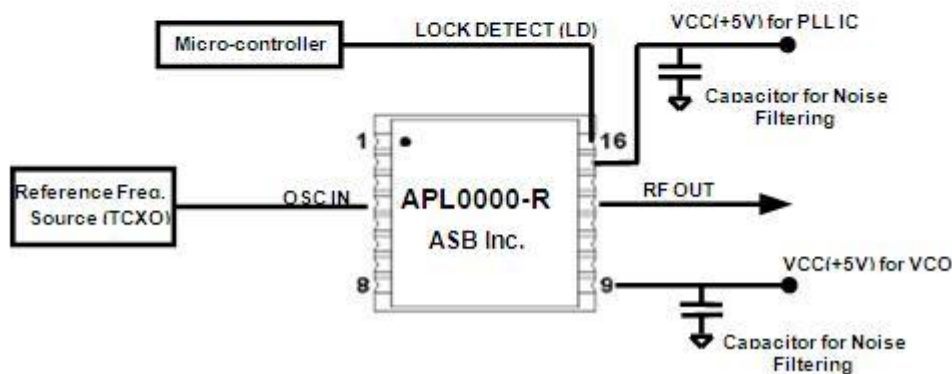 Micro-controller
LOCK DETECT (LD)
VCC(+5V) for PLL IC
Capacitor for Noise
Filtering
1
16
Reference Freq.
Source (TCXO)
OSC IN
APL0000-R
ASB Inc.
RF OUT
8
9
VCC(+5V) for VCO
Capacitor for Noise
Filtering